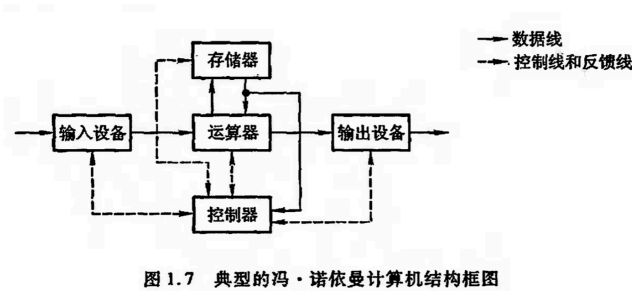 存储器
数据线
控制线和反馈线
输入设备
运算器
输出设备
控制器
图1.7 典型的冯·诺依曼计算机结构框图